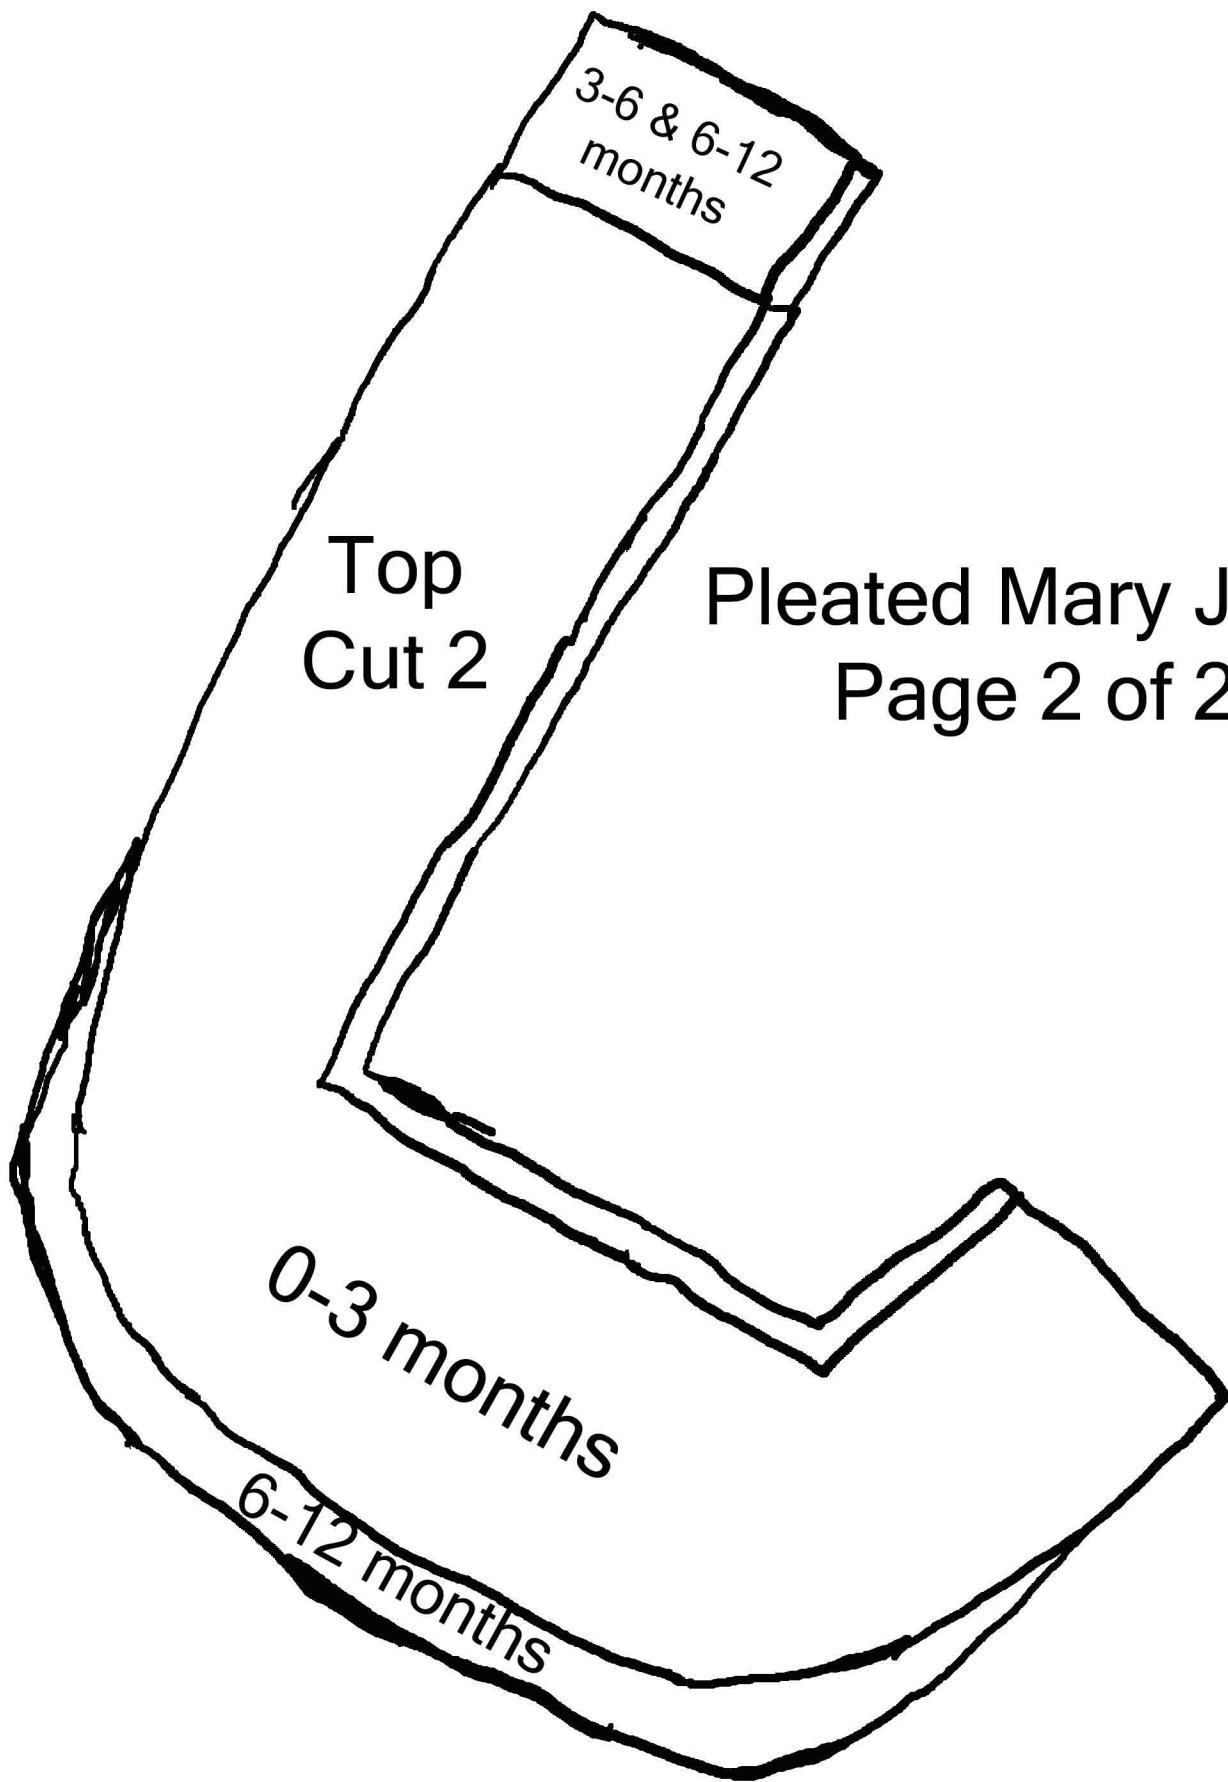 3-6 & 6-12
months
Top
Cut 2
Pleated Mary J
Page 2 of 2
0-3 months
6-12 months